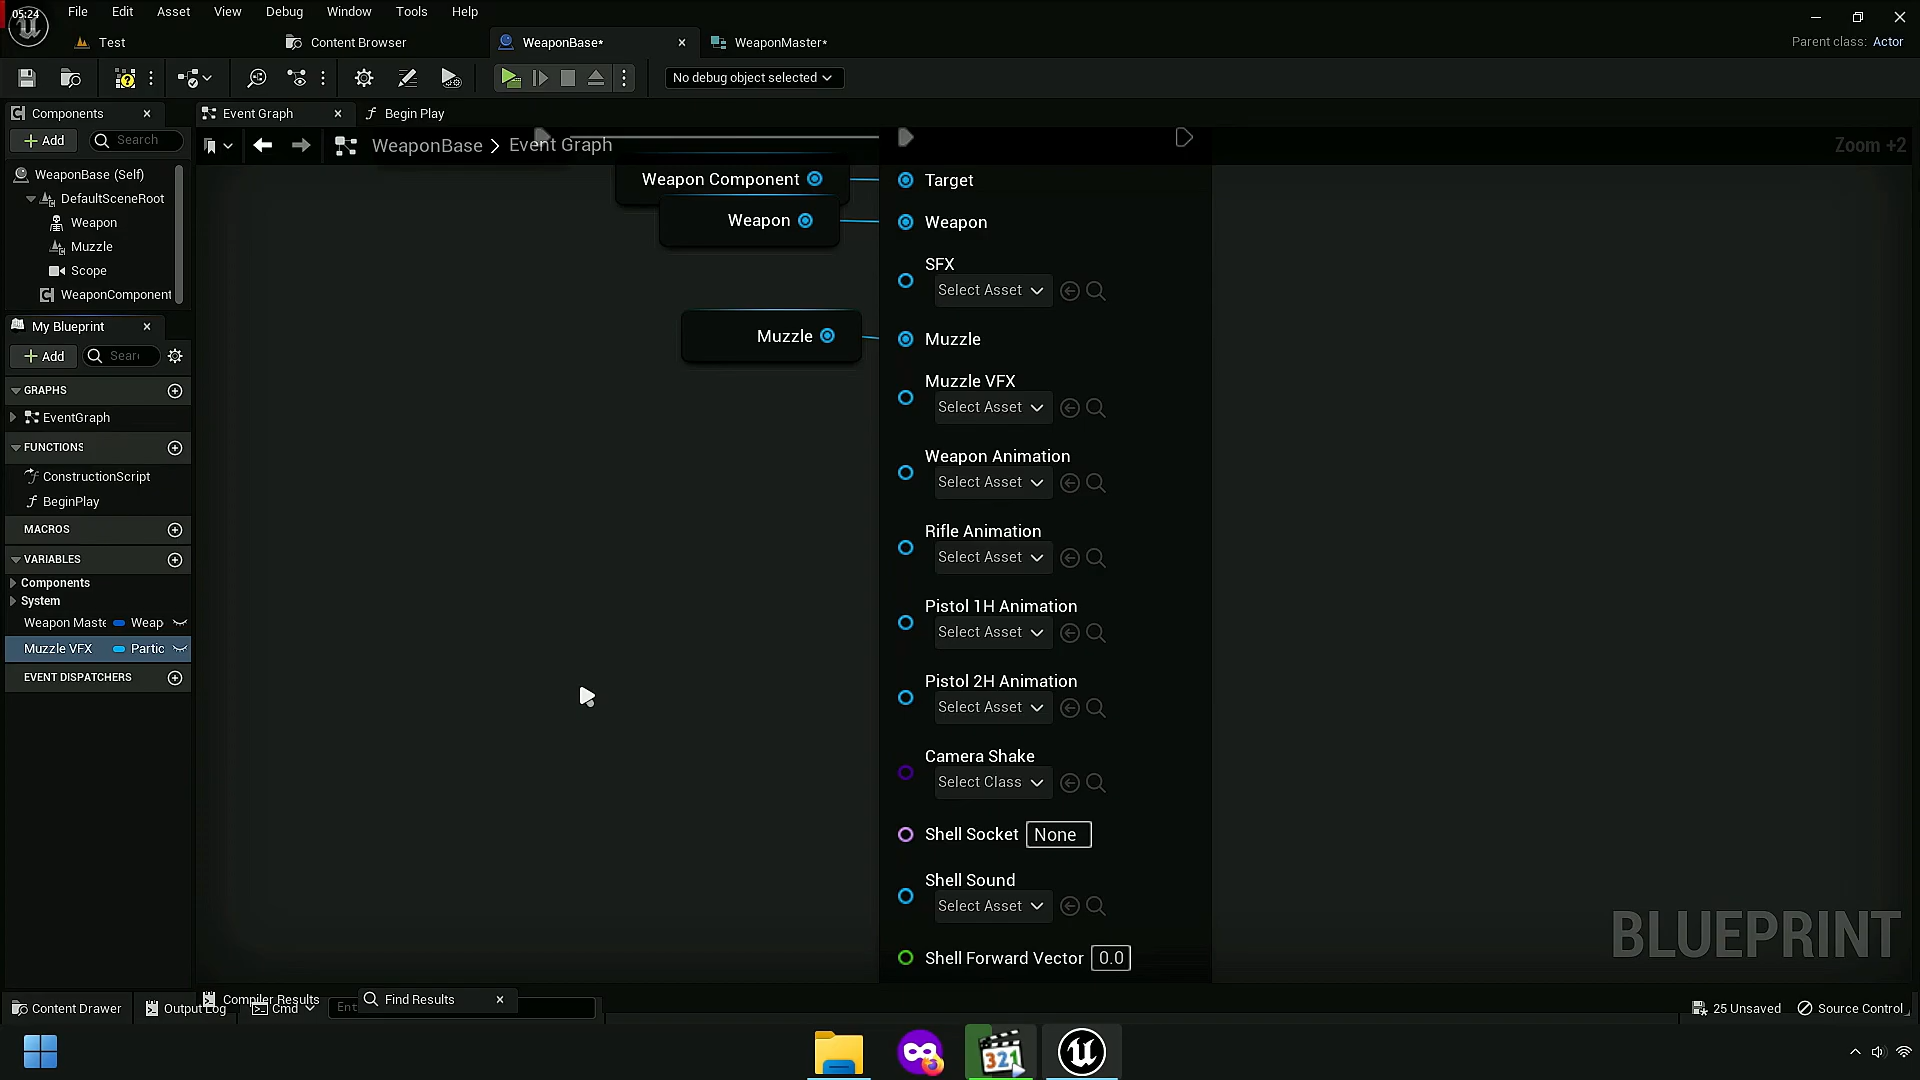 05:24
File Edit Asset View Debug Window Tools Help
Test
Content Browser
WeaponBase*
WeaponMaster*
Parent class: Actor
No debug object selected
Components
Event Graph
Begin Play
Add
Search
WeaponBase > Event Graph
Zoom +2
WeaponBase (Self)
DefaultSceneRoot
Weapon
Muzzle
Scope
WeaponComponent
My Blueprint
Add
Sear
GRAPHS
EventGraph
FUNCTIONS
ConstructionScript
BeginPlay
MACROS
VARIABLES
Components
System
Weapon Maste Weap
Muzzle VFX Partic
EVENT DISPATCHERS
Weapon Component
Weapon
Muzzle
Target
Weapon
SFX
Select Asset
Muzzle
Muzzle VFX
Select Asset
Weapon Animation
Select Asset
Rifle Animation
Select Asset
Pistol 1H Animation
Select Asset
Pistol 2H Animation
Select Asset
Camera Shake
Select Class
Shell Socket None
Shell Sound
Select Asset
Shell Forward Vector 0.0
BLUEPRINT
Compiler Results
Find Results
Content Drawer
Output Log
Cmd
Ent
25 Unsaved
Source Control
321